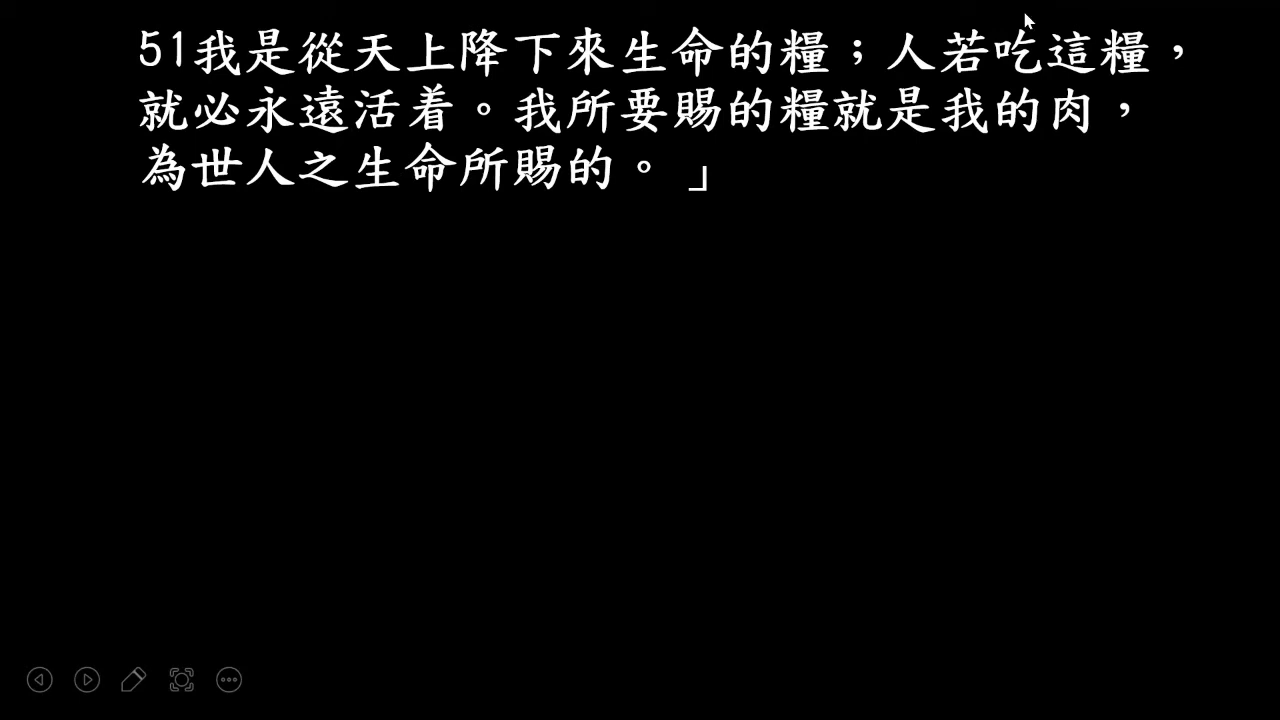 51我是從天上降下來生命的糧；人若吃這糧，
就必永遠活着。我所要賜的糧就是我的肉，
為世人之生命所賜的。」